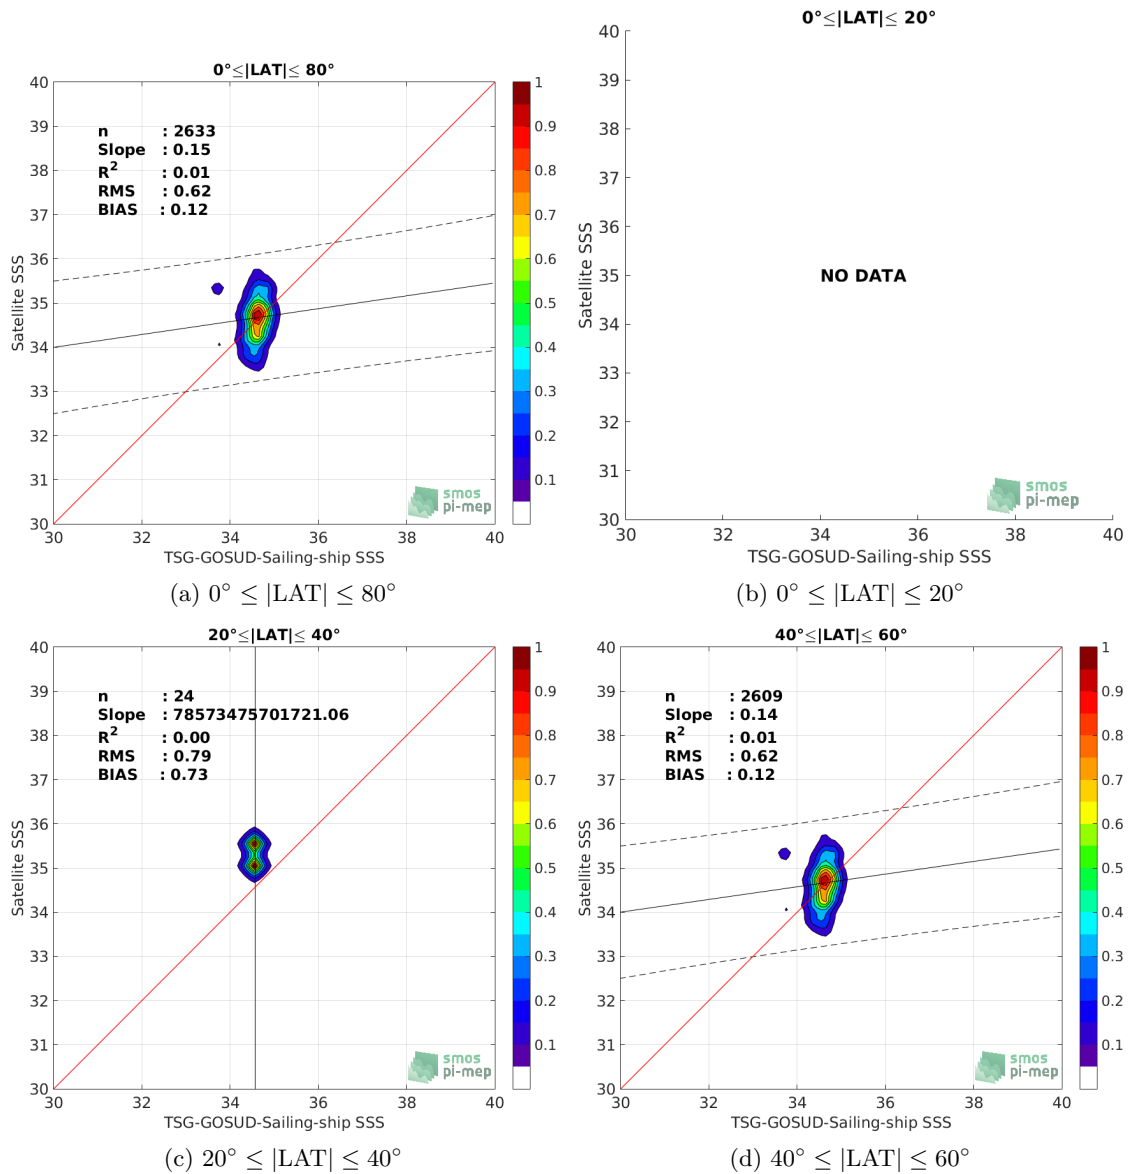 0°≤|LAT|≤ 80°
40
39
38
37
36
35
34
33
32
31
30
Satellite SSS
n : 2633
Slope : 0.15
R2 : 0.01
RMS : 0.62
BIAS : 0.12
smos
pi-mep
30 32 34 36 38 40
TSG-GOSUD-Sailing-ship SSS
1
0.9
0.8
0.7
0.6
0.5
0.4
0.3
0.2
0.1
(a) 0° ≤ |LAT| ≤ 80°
0°≤|LAT|≤ 20°
40
39
38
37
36
35
34
33
32
31
30
Satellite SSS
NO DATA
smos
pi-mep
30 32 34 36 38 40
TSG-GOSUD-Sailing-ship SSS
(b) 0° ≤ |LAT| ≤ 20°
20°≤|LAT|≤ 40°
40
39
38
37
36
35
34
33
32
31
30
Satellite SSS
n : 24
Slope : 78573475701721.06
R2 : 0.00
RMS : 0.79
BIAS : 0.73
smos
pi-mep
30 32 34 36 38 40
TSG-GOSUD-Sailing-ship SSS
1
0.9
0.8
0.7
0.6
0.5
0.4
0.3
0.2
0.1
(c) 20° ≤ |LAT| ≤ 40°
40°≤|LAT|≤ 60°
40
39
38
37
36
35
34
33
32
31
30
Satellite SSS
n : 2609
Slope : 0.14
R2 : 0.01
RMS : 0.62
BIAS : 0.12
smos
pi-mep
30 32 34 36 38 40
TSG-GOSUD-Sailing-ship SSS
1
0.9
0.8
0.7
0.6
0.5
0.4
0.3
0.2
0.1
(d) 40° ≤ |LAT| ≤ 60°